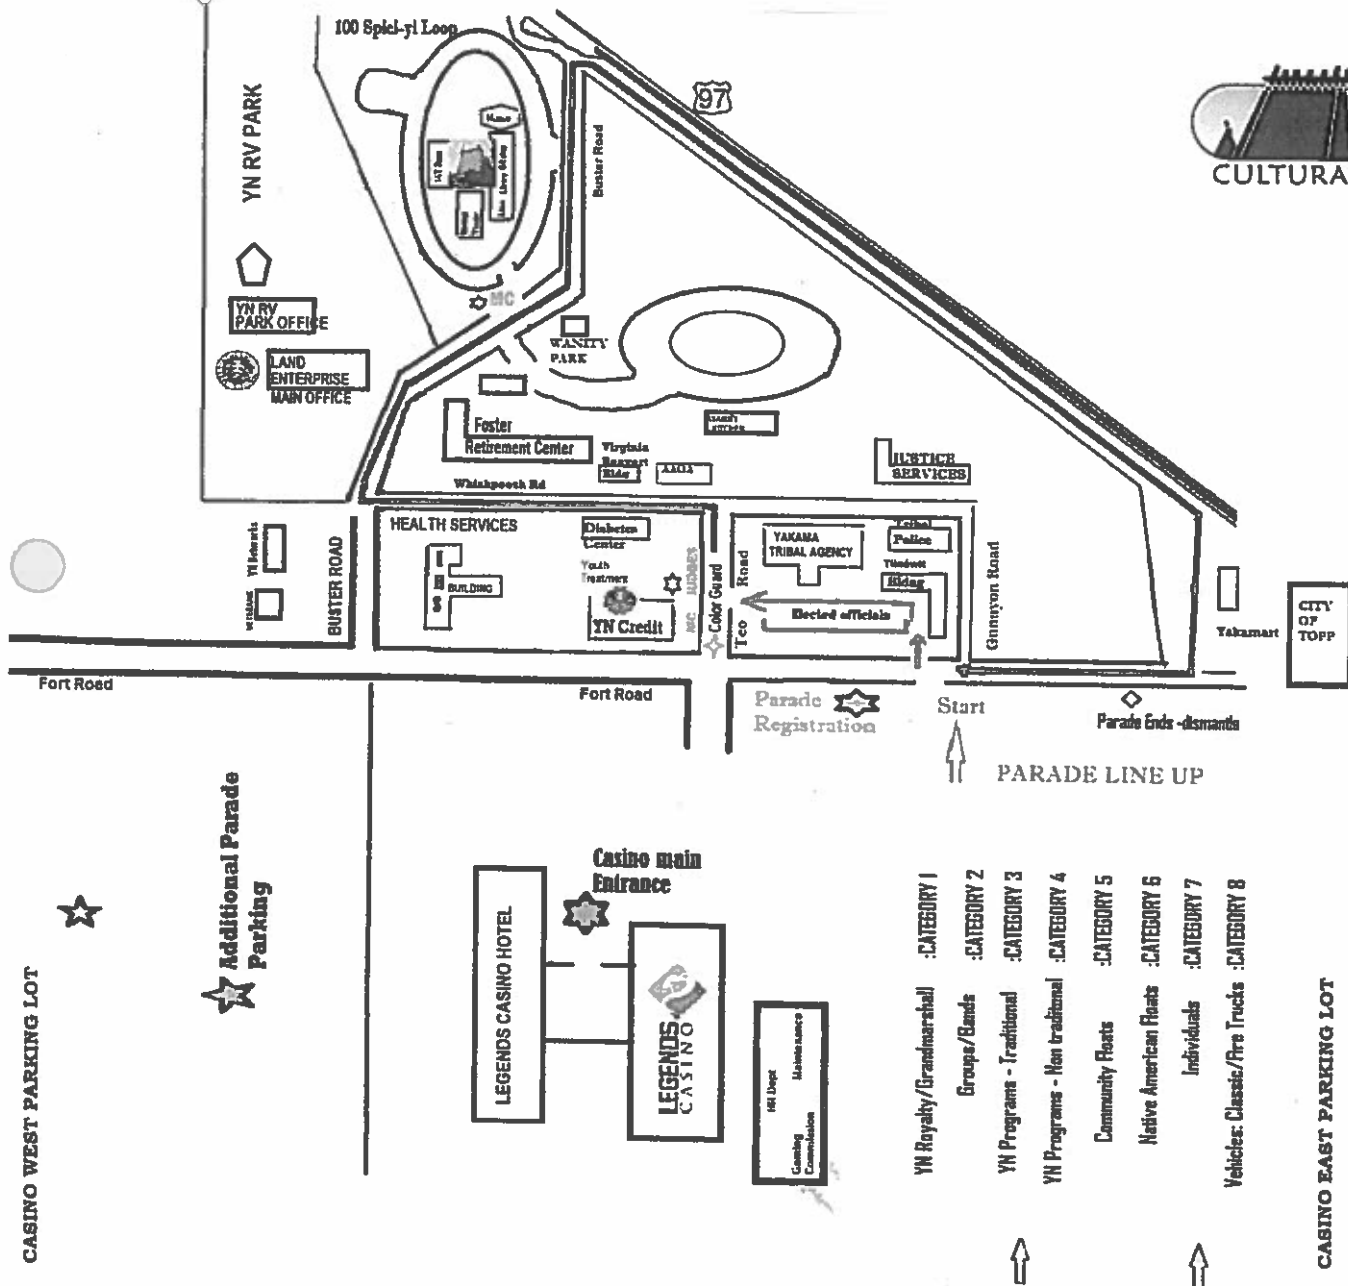 100 Spiel-yi Loop
97
CULTURA
YN RV PARK
Buster Road
MC
YN RV
PARK OFFICE
LAND
ENTERPRISE
MAIN OFFICE
WANITY
PARK
Foster
Retirement Center
Virginia
Bldg
JUSTICE
SERVICES
HEALTH SERVICES
BUILDING
Diabetes
Center
Youth
Treatment
YN Credit
MC JUDGES
Color Guard
Teo Road
YAKAMA
TRIBAL AGENCY
Tribal
Police
Elected officials
YN Networks
BUSTER ROAD
Yakamart
CITY
OF
TOPP
Fort Road
Fort Road
Parade
Registration
Start
Parade Ends -dismantle
PARADE LINE UP
Additional Parade
Parking
CASINO WEST PARKING LOT
Casino main
Entrance
LEGENDS CASINO HOTEL
LEGENDS
CASINO
HR Dept
Maintenance
Gaming
Commission
YN Royalty/Grandmarshall :CATEGORY 1
Groups/Bands :CATEGORY 2
YN Programs - Traditional :CATEGORY 3
YN Programs - Non traditional :CATEGORY 4
Community Floats :CATEGORY 5
Native American Floats :CATEGORY 6
Individuals :CATEGORY 7
Vehicles: Classic/Fire Trucks :CATEGORY 8
CASINO EAST PARKING LOT